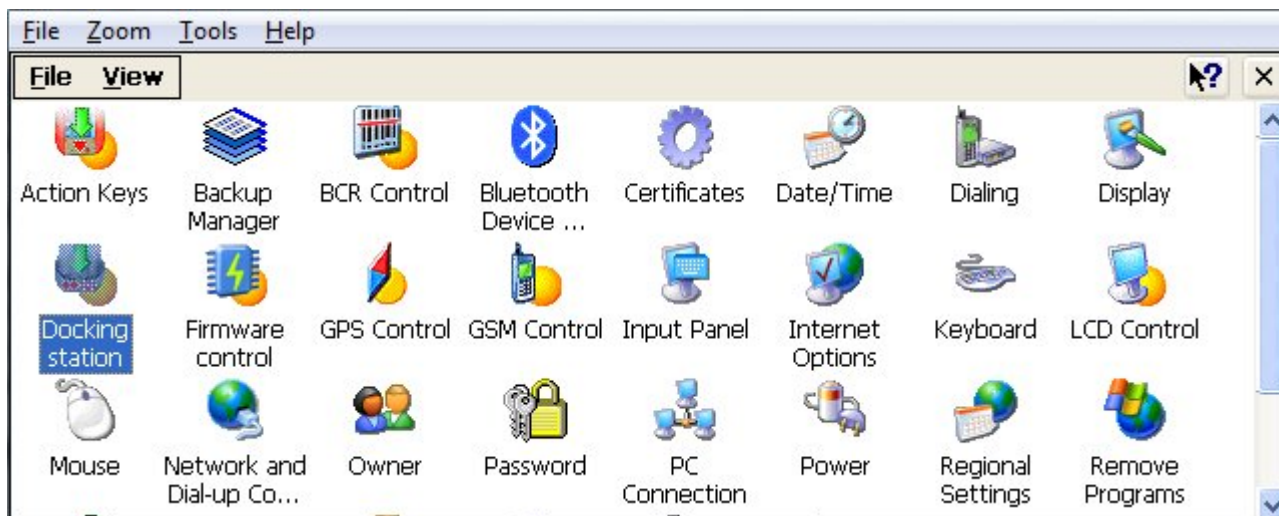 File Zoom Tools Help
File View
Action Keys Backup Manager BCR Control Bluetooth Device ... Certificates Date/Time Dialing Display
Docking station Firmware control GPS Control GSM Control Input Panel Internet Options Keyboard LCD Control
Mouse Network and Dial-up Co... Owner Password PC Connection Power Regional Settings Remove Programs